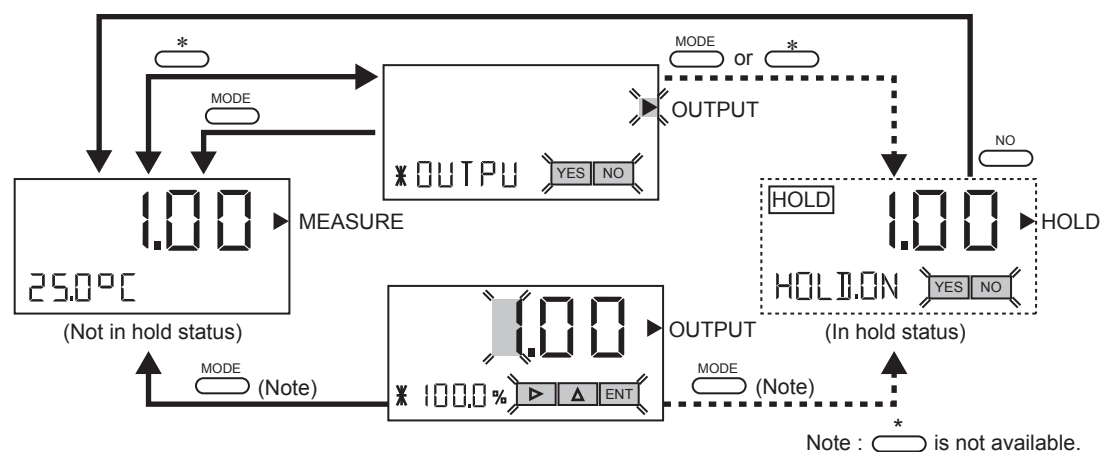 *
MODE
MODE or *
OUTPUT
* OUTPU YES NO
NO
1.00 MEASURE
25.0°C
(Not in hold status)
HOLD
1.00 HOLD
HOLD.ON YES NO
(In hold status)
1.00 OUTPUT
* 100.0 % ▷ Δ ENT
MODE (Note)
MODE (Note)
*
Note : is not available.